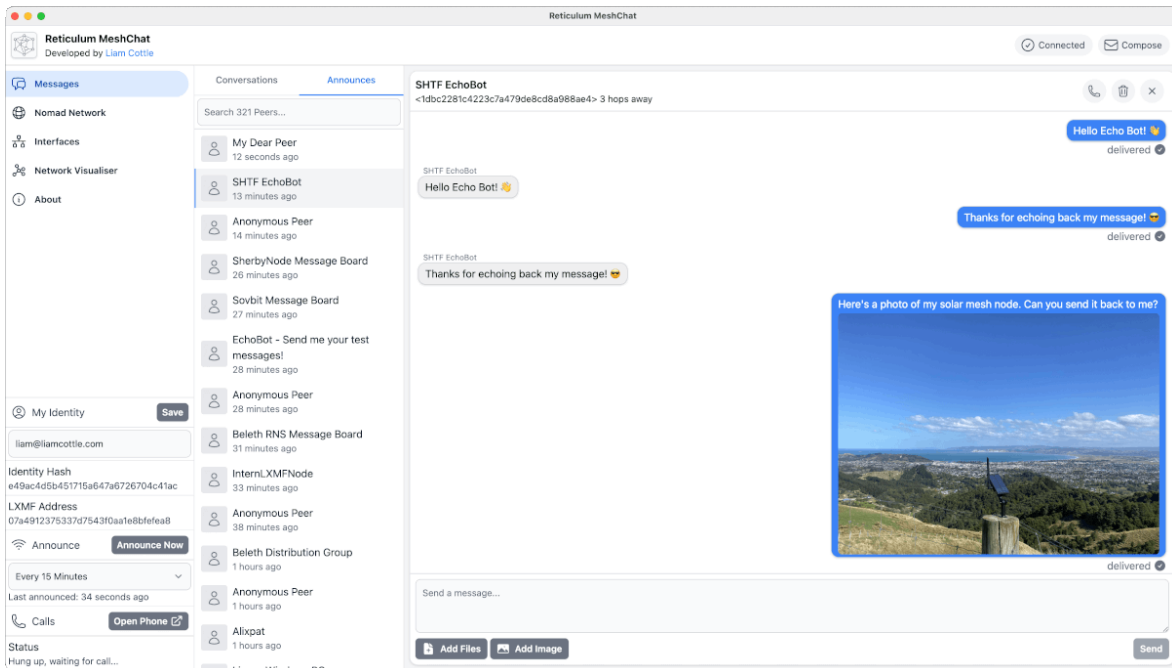 Reticulum MeshChat
Reticulum MeshChat
Developed by Liam Cottle
Connected
Compose
Messages
Nomad Network
Interfaces
Network Visualiser
About
My Identity
Save
liam@liamcottle.com
Identity Hash
e49ac4d5b451715a647a6726704c41ac
LXMF Address
07a4912375337d7543f0aa1e8bfefea8
Announce
Announce Now
Every 15 Minutes
Last announced: 34 seconds ago
Calls
Open Phone
Status
Hung up, waiting for call...
Conversations
Announces
Search 321 Peers...
My Dear Peer
12 seconds ago
SHTF EchoBot
13 minutes ago
Anonymous Peer
14 minutes ago
SherbyNode Message Board
26 minutes ago
Sovbit Message Board
27 minutes ago
EchoBot - Send me your test
messages!
28 minutes ago
Anonymous Peer
28 minutes ago
Beleth RNS Message Board
31 minutes ago
InternLXMFNode
33 minutes ago
Anonymous Peer
38 minutes ago
Beleth Distribution Group
1 hours ago
Anonymous Peer
1 hours ago
Alixpat
1 hours ago
SHTF EchoBot
<1dbc2281c4223c7a479de8cd8a988ae4> 3 hops away
Hello Echo Bot! 👋
delivered
SHTF EchoBot
Hello Echo Bot! 👋
Thanks for echoing back my message! 😎
delivered
SHTF EchoBot
Thanks for echoing back my message! 😎
Here's a photo of my solar mesh node. Can you send it back to me?
delivered
Send a message...
Add Files
Add Image
Send